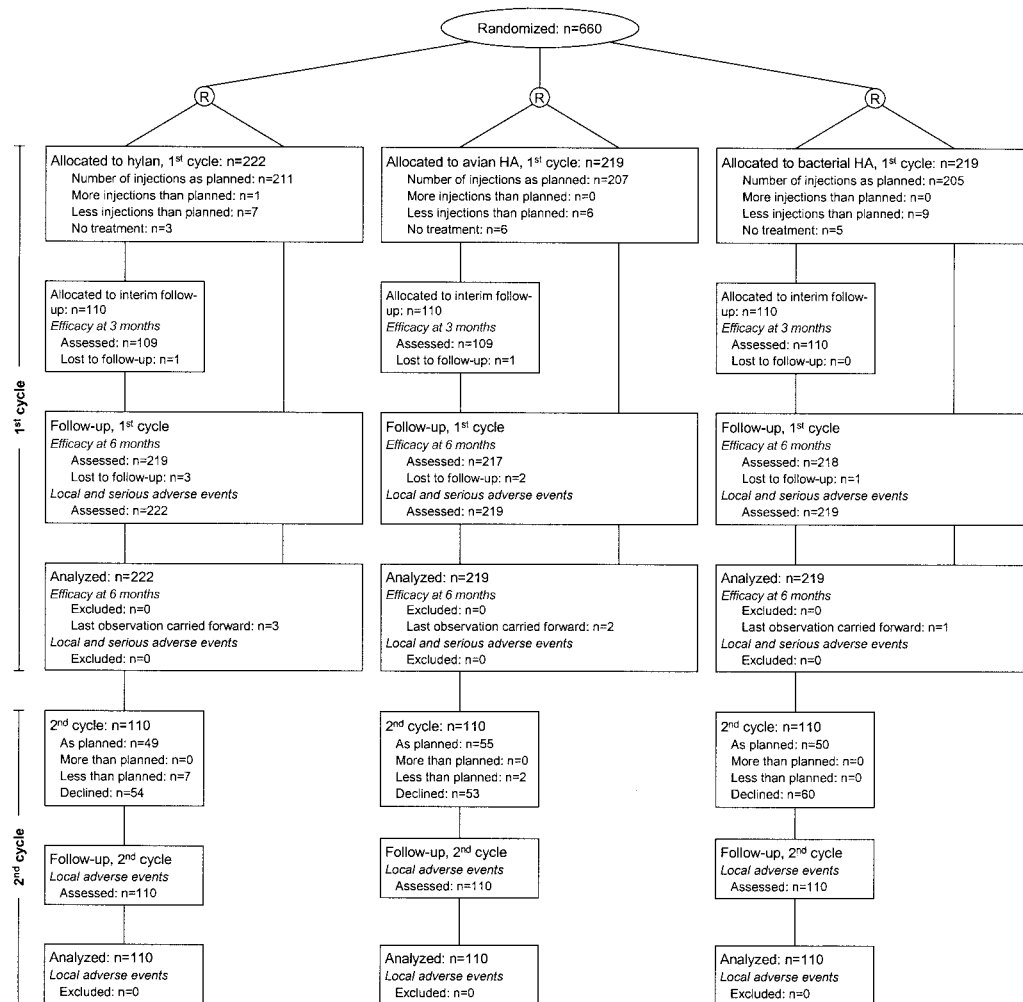 Randomized: n=660
R
R
R
1st cycle
Allocated to hylan, 1st cycle: n=222
Number of injections as planned: n=211
More injections than planned: n=1
Less injections than planned: n=7
No treatment: n=3
Allocated to avian HA, 1st cycle: n=219
Number of injections as planned: n=207
More injections than planned: n=0
Less injections than planned: n=6
No treatment: n=6
Allocated to bacterial HA, 1st cycle: n=219
Number of injections as planned: n=205
More injections than planned: n=0
Less injections than planned: n=9
No treatment: n=5
Allocated to interim follow-
up: n=110
Efficacy at 3 months
Assessed: n=109
Lost to follow-up: n=1
Allocated to interim follow-
up: n=110
Efficacy at 3 months
Assessed: n=109
Lost to follow-up: n=1
Allocated to interim follow-
up: n=110
Efficacy at 3 months
Assessed: n=110
Lost to follow-up: n=0
Follow-up, 1st cycle
Efficacy at 6 months
Assessed: n=219
Lost to follow-up: n=3
Local and serious adverse events
Assessed: n=222
Follow-up, 1st cycle
Efficacy at 6 months
Assessed: n=217
Lost to follow-up: n=2
Local and serious adverse events
Assessed: n=219
Follow-up, 1st cycle
Efficacy at 6 months
Assessed: n=218
Lost to follow-up: n=1
Local and serious adverse events
Assessed: n=219
Analyzed: n=222
Efficacy at 6 months
Excluded: n=0
Last observation carried forward: n=3
Local and serious adverse events
Excluded: n=0
Analyzed: n=219
Efficacy at 6 months
Excluded: n=0
Last observation carried forward: n=2
Local and serious adverse events
Excluded: n=0
Analyzed: n=219
Efficacy at 6 months
Excluded: n=0
Last observation carried forward: n=1
Local and serious adverse events
Excluded: n=0
2nd cycle
2nd cycle: n=110
As planned: n=49
More than planned: n=0
Less than planned: n=7
Declined: n=54
2nd cycle: n=110
As planned: n=55
More than planned: n=0
Less than planned: n=2
Declined: n=53
2nd cycle: n=110
As planned: n=50
More than planned: n=0
Less than planned: n=0
Declined: n=60
Follow-up, 2nd cycle
Local adverse events
Assessed: n=110
Follow-up, 2nd cycle
Local adverse events
Assessed: n=110
Follow-up, 2nd cycle
Local adverse events
Assessed: n=110
Analyzed: n=110
Local adverse events
Excluded: n=0
Analyzed: n=110
Local adverse events
Excluded: n=0
Analyzed: n=110
Local adverse events
Excluded: n=0